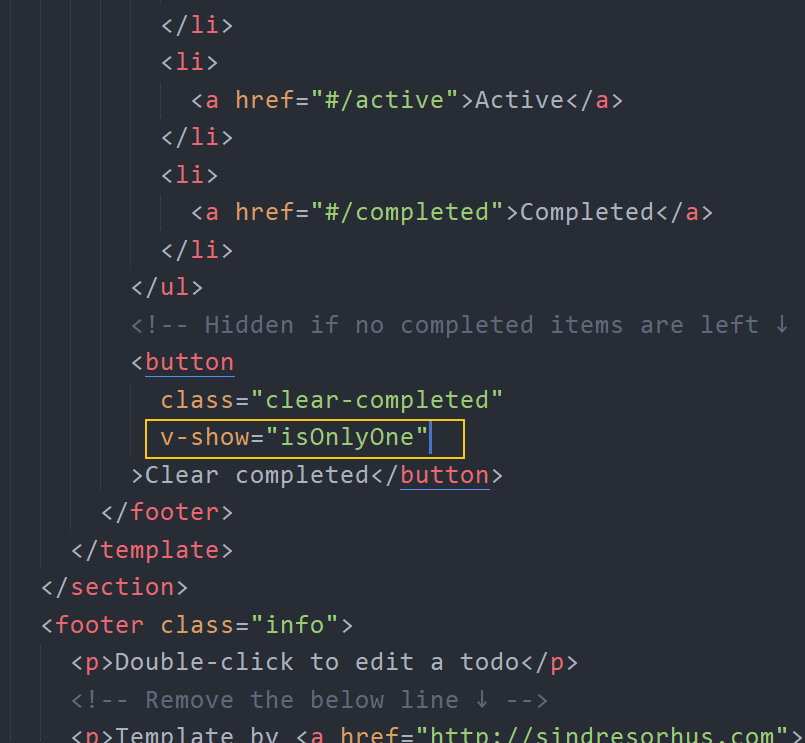 </li>
<li>
<a href="#/active">Active</a>
</li>
<li>
<a href="#/completed">Completed</a>
</li>
</ul>
<!-- Hidden if no completed items are left ↓
<button
class="clear-completed"
v-show="isOnlyOne"
>Clear completed</button>
</footer>
</template>
</section>
<footer class="info">
<p>Double-click to edit a todo</p>
<!-- Remove the below line ↓ -->
<p>Template by <a href="http://sindresorhus.com">